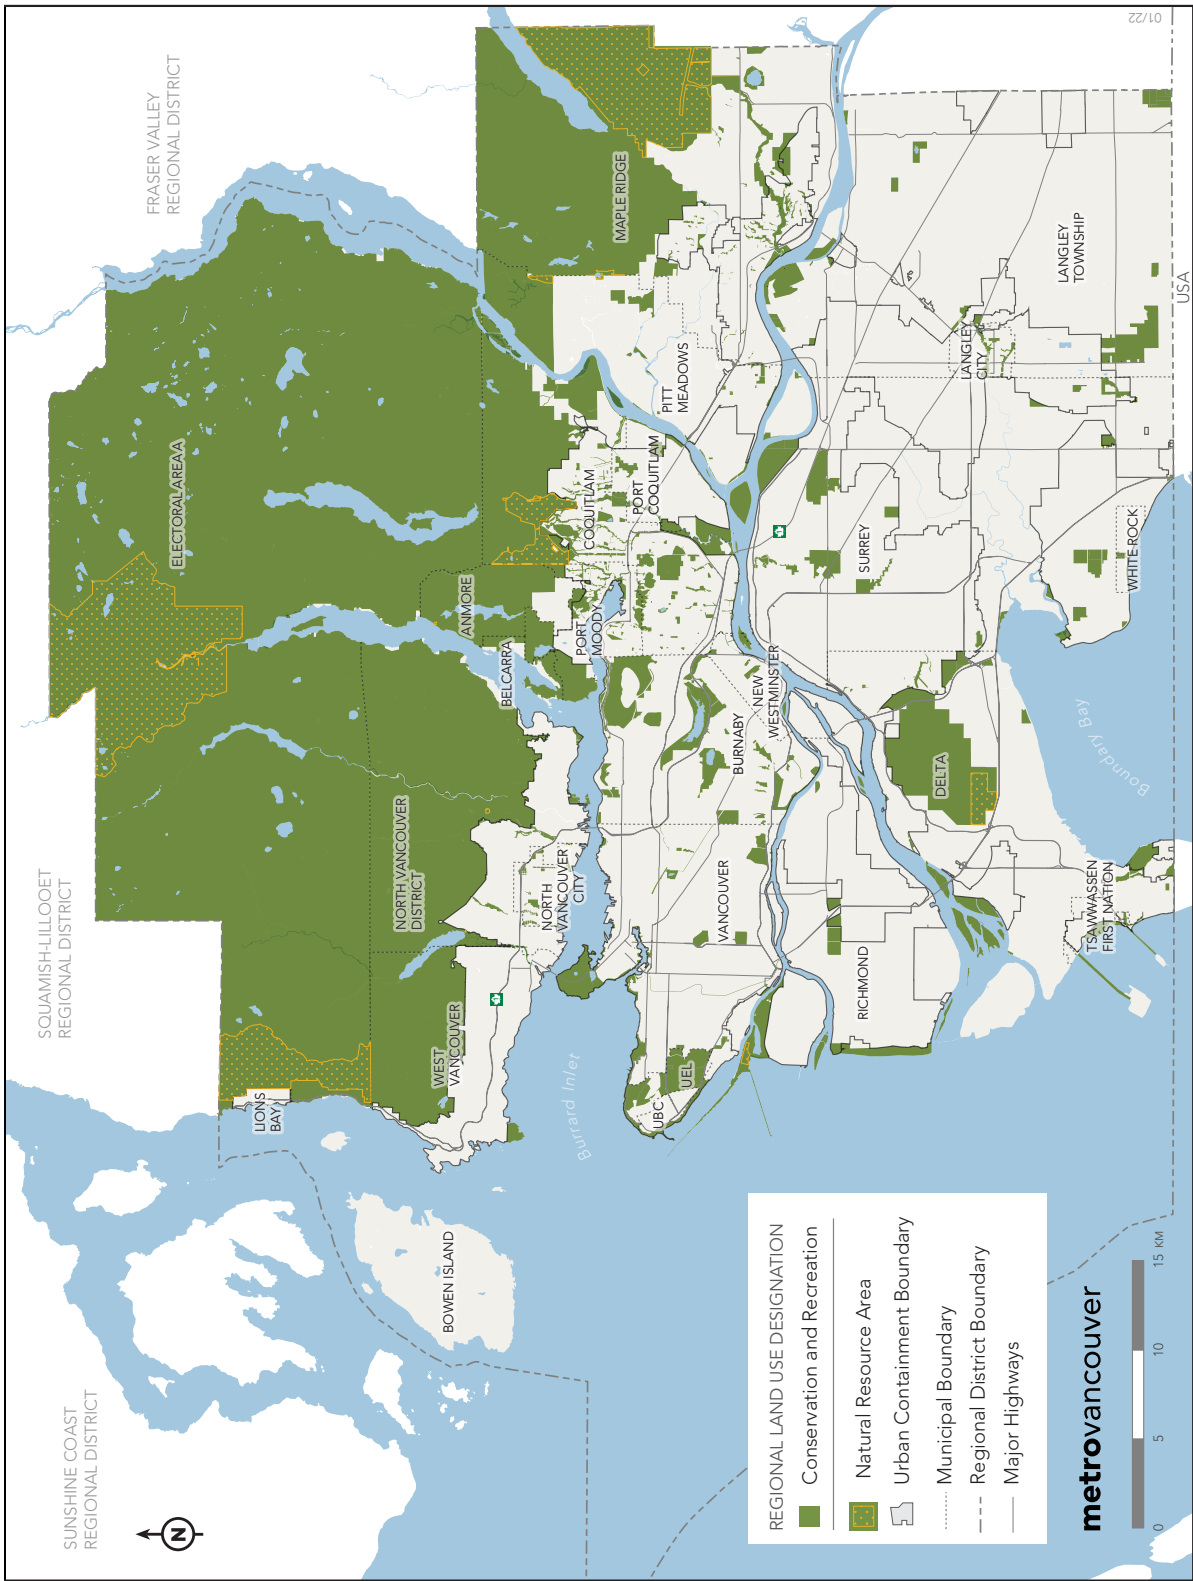 SUNSHINE COAST
REGIONAL DISTRICT
SQUAMISH-LILLOOET
REGIONAL DISTRICT
FRASER VALLEY
REGIONAL DISTRICT
N
ELECTORAL AREA A
LIONS
BAY
BOWEN ISLAND
WEST
VANCOUVER
NORTH VANCOUVER
DISTRICT
NORTH
VANCOUVER
CITY
BELCARRA
ANMORE
PORT
MOODY
COQUITLAM
PORT
COQUITLAM
PITT
MEADOWS
MAPLE RIDGE
Burrard Inlet
UBC
UEL
VANCOUVER
BURNABY
NEW
WESTMINSTER
RICHMOND
SURREY
DELTA
LANGLEY
CITY
LANGLEY
TOWNSHIP
TSAWWASSEN
FIRST NATION
Boundary Bay
WHITE ROCK
USA
REGIONAL LAND USE DESIGNATION
Conservation and Recreation
Natural Resource Area
Urban Containment Boundary
Municipal Boundary
Regional District Boundary
Major Highways
metrovancouver
0 5 10 15 KM
01/22